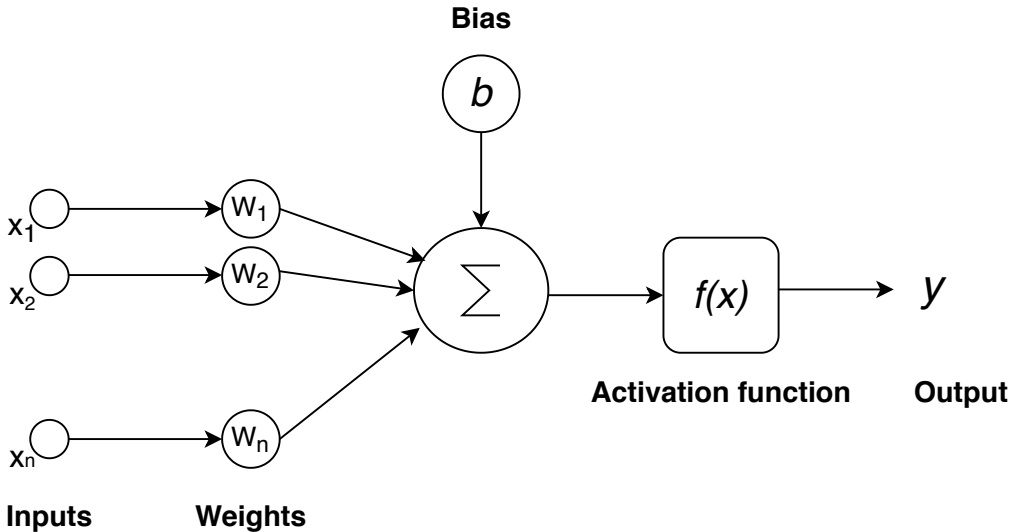 Bias
b
x₁
w₁
x₂
w₂
∑
f(x)
y
Activation function
Output
xₙ
wₙ
Inputs
Weights